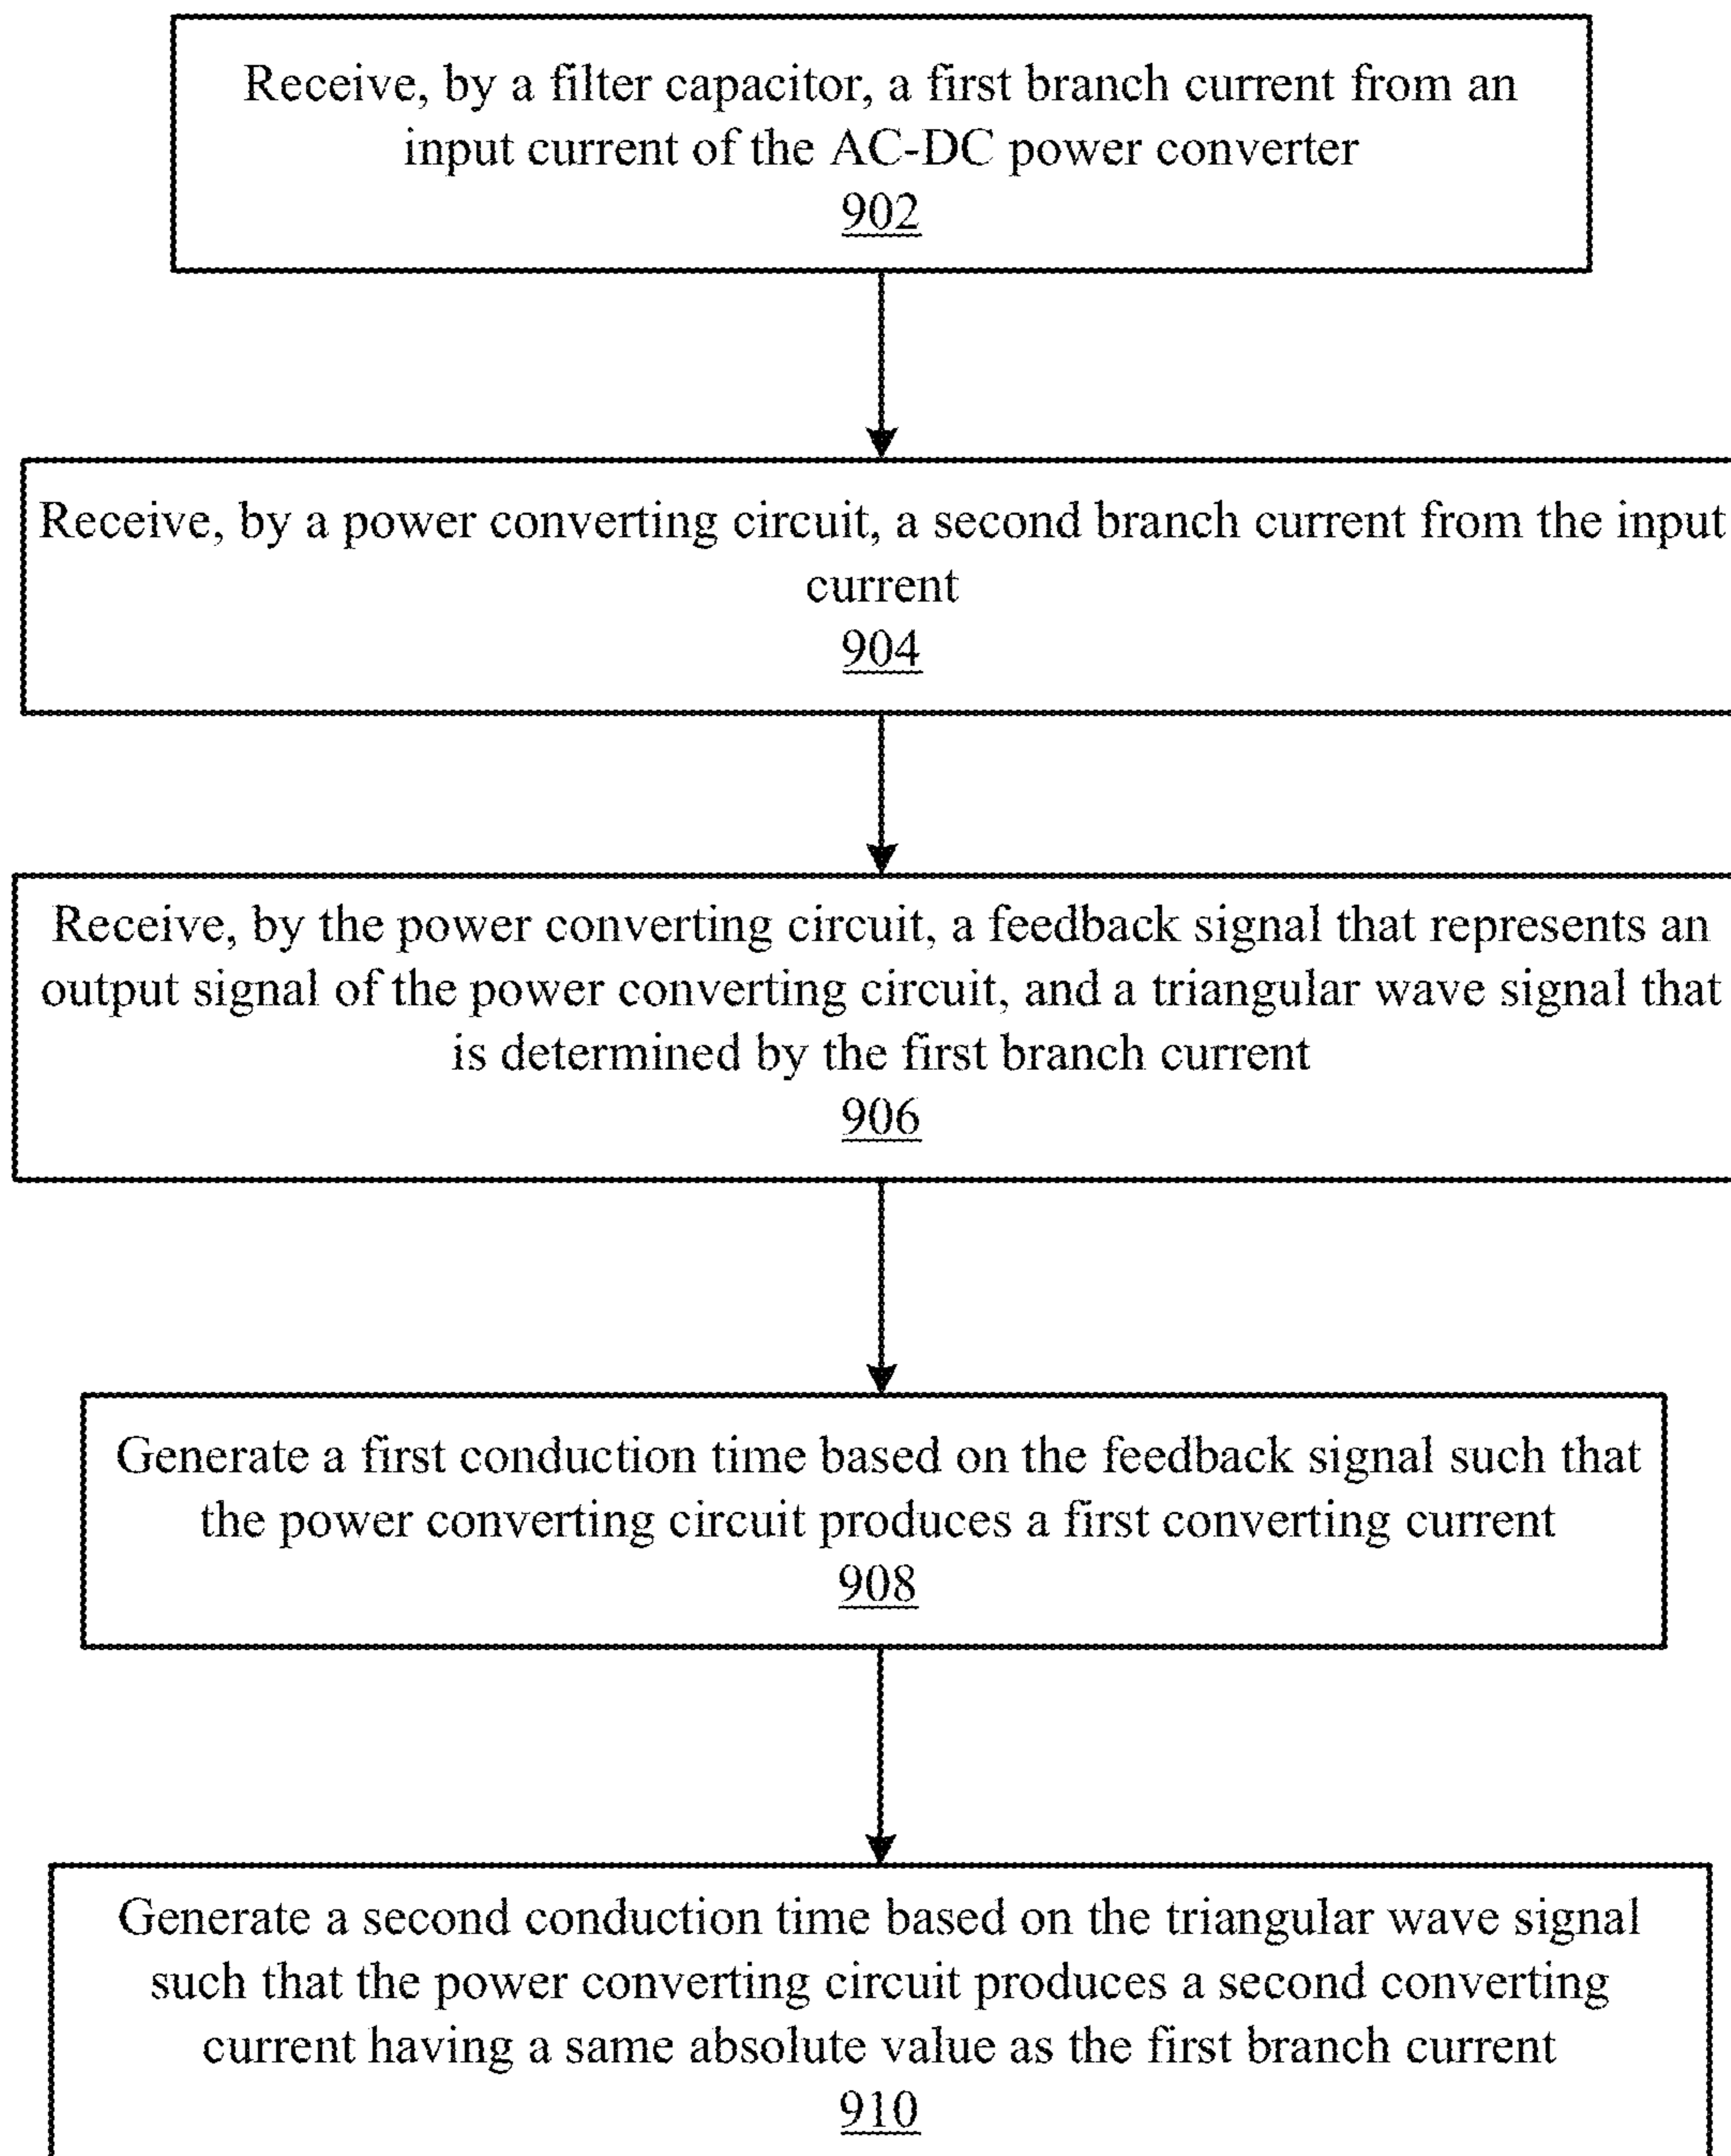 Receive, by a filter capacitor, a first branch current from an
input current of the AC-DC power converter
902
Receive, by a power converting circuit, a second branch current from the input
current
904
Receive, by the power converting circuit, a feedback signal that represents an
output signal of the power converting circuit, and a triangular wave signal that
is determined by the first branch current
906
Generate a first conduction time based on the feedback signal such that
the power converting circuit produces a first converting current
908
Generate a second conduction time based on the triangular wave signal
such that the power converting circuit produces a second converting
current having a same absolute value as the first branch current
910